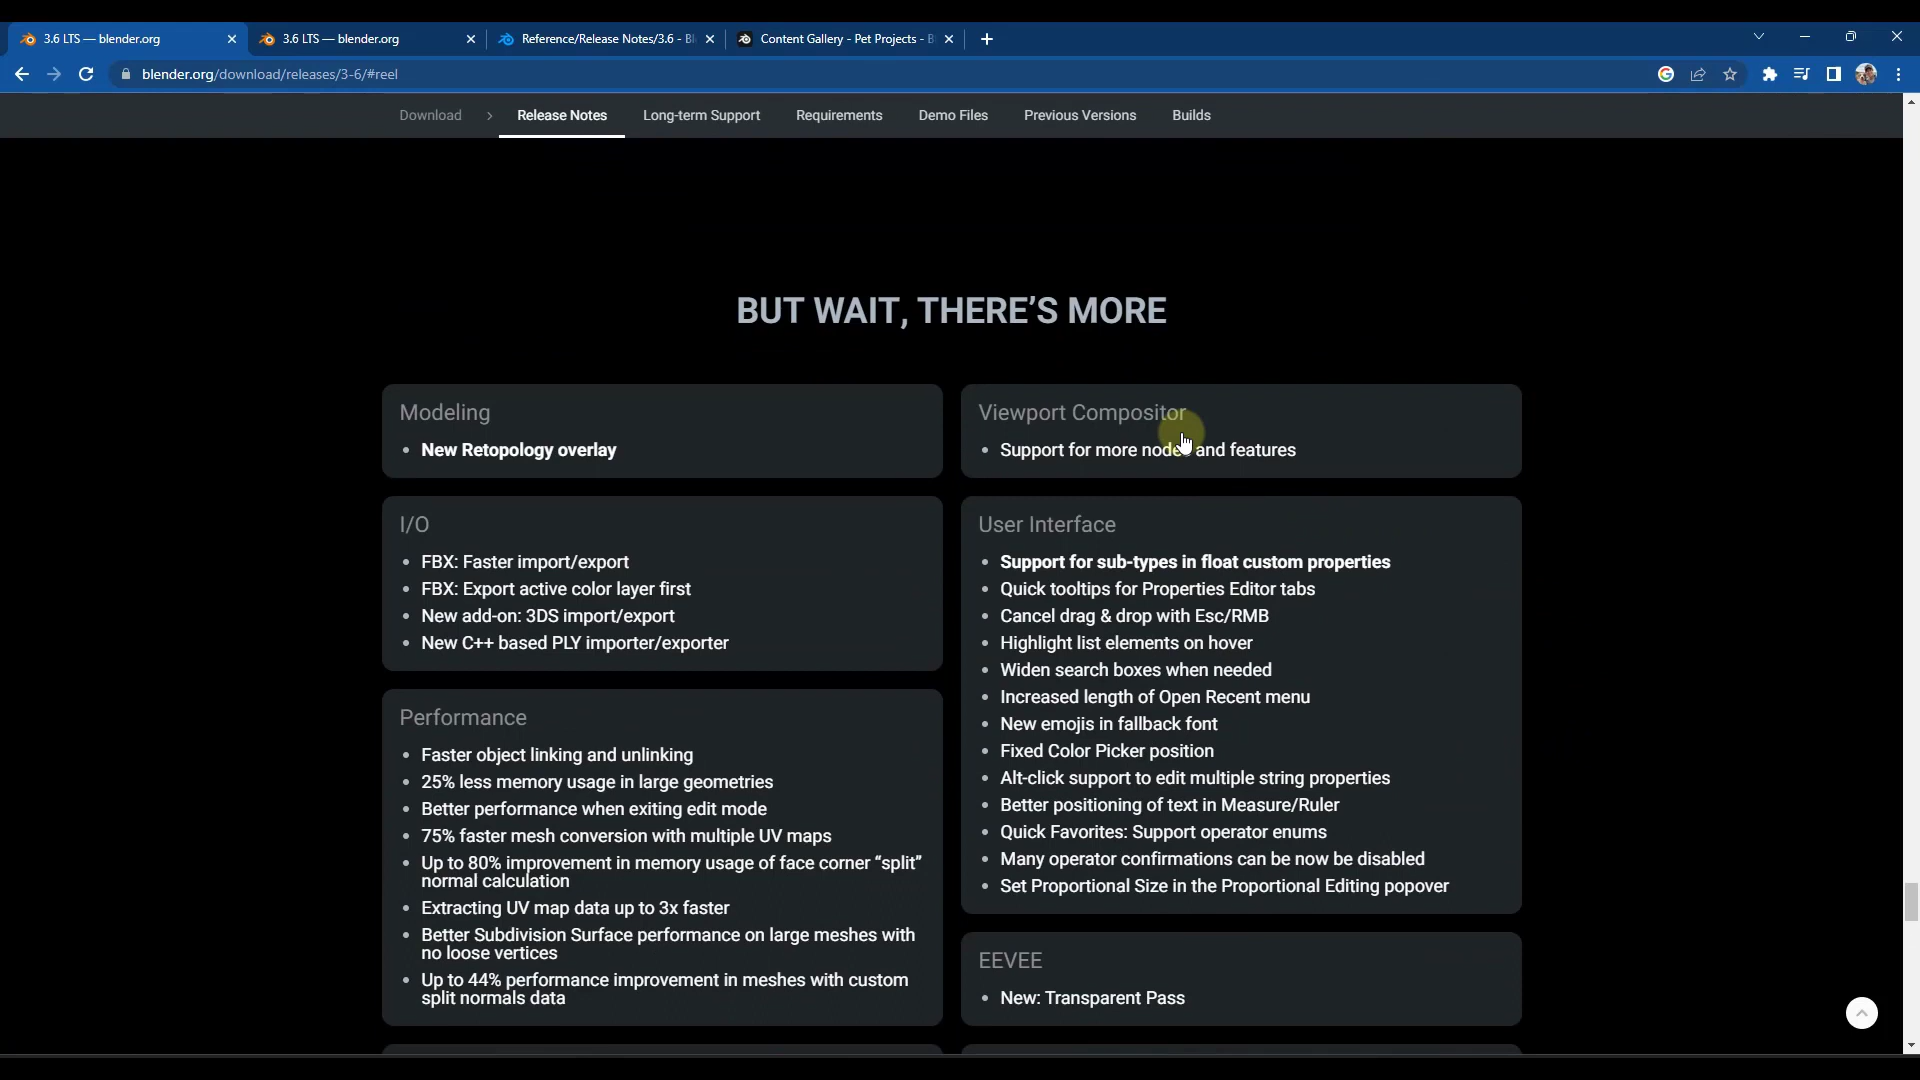 3.6 LTS — blender.org
3.6 LTS — blender.org
Reference/Release Notes/3.6 - Bl
Content Gallery - Pet Projects - B
blender.org/download/releases/3-6/#reel
Download
Release Notes
Long-term Support
Requirements
Demo Files
Previous Versions
Builds
BUT WAIT, THERE’S MORE
Modeling
• New Retopology overlay
I/O
• FBX: Faster import/export
• FBX: Export active color layer first
• New add-on: 3DS import/export
• New C++ based PLY importer/exporter
Performance
• Faster object linking and unlinking
• 25% less memory usage in large geometries
• Better performance when exiting edit mode
• 75% faster mesh conversion with multiple UV maps
• Up to 80% improvement in memory usage of face corner “split”
normal calculation
• Extracting UV map data up to 3x faster
• Better Subdivision Surface performance on large meshes with
no loose vertices
• Up to 44% performance improvement in meshes with custom
split normals data
Viewport Compositor
• Support for more nodes and features
User Interface
• Support for sub-types in float custom properties
• Quick tooltips for Properties Editor tabs
• Cancel drag & drop with Esc/RMB
• Highlight list elements on hover
• Widen search boxes when needed
• Increased length of Open Recent menu
• New emojis in fallback font
• Fixed Color Picker position
• Alt-click support to edit multiple string properties
• Better positioning of text in Measure/Ruler
• Quick Favorites: Support operator enums
• Many operator confirmations can be now be disabled
• Set Proportional Size in the Proportional Editing popover
EEVEE
• New: Transparent Pass